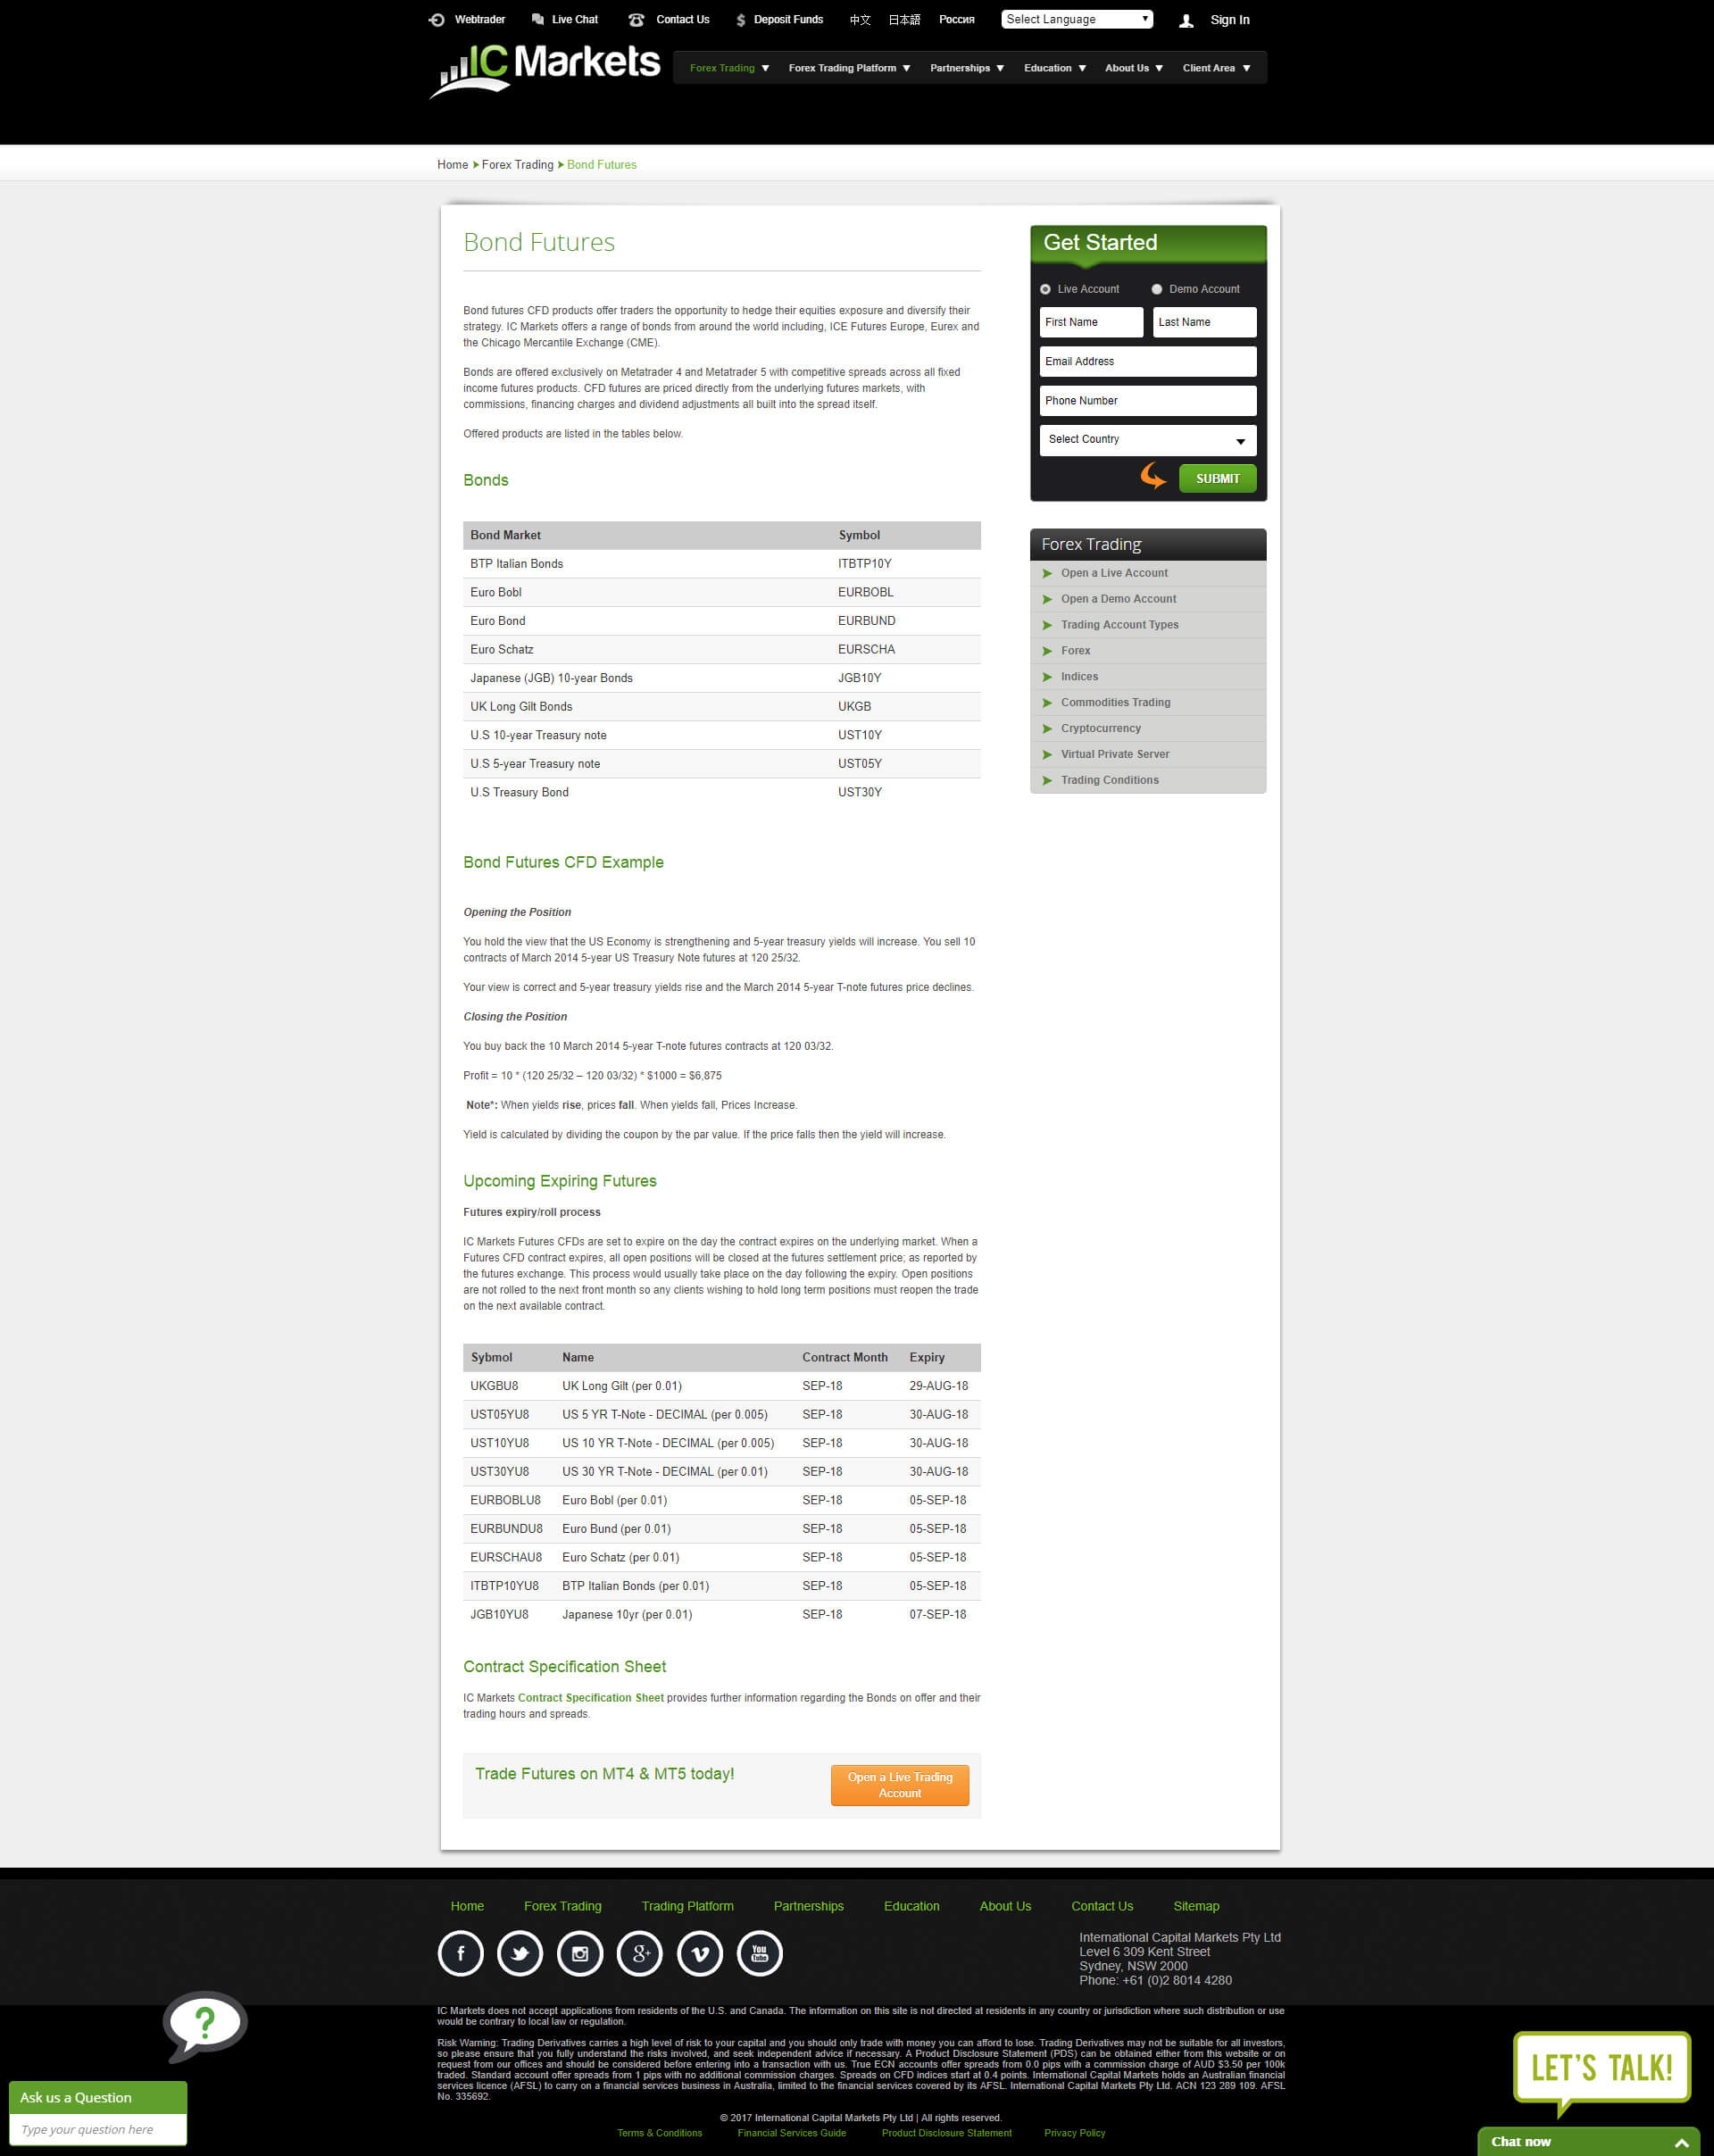 Webtrader Live Chat Contact Us Deposit Funds 中文 日本語 Россия Select Language Sign In
IC Markets
Forex Trading Forex Trading Platform Partnerships Education About Us Client Area
Home Forex Trading Bond Futures
Bond Futures
Bond futures CFD products offer traders the opportunity to hedge their equities exposure and diversify their
strategy. IC Markets offers a range of bonds from around the world including, ICE Futures Europe, Eurex and
the Chicago Mercantile Exchange (CME).
Bonds are offered exclusively on Metatrader 4 and Metatrader 5 with competitive spreads across all fixed
income futures products. CFD futures are priced directly from the underlying futures markets, with
commissions, financing charges and dividend adjustments all built into the spread itself.
Offered products are listed in the tables below.
Bonds
Bond Market Symbol
BTP Italian Bonds ITBTP10Y
Euro Bobl EURBOBL
Euro Bond EURBUND
Euro Schatz EURSCHA
Japanese (JGB) 10-year Bonds JGB10Y
UK Long Gilt Bonds UKGB
U.S 10-year Treasury note UST10Y
U.S 5-year Treasury note UST05Y
U.S Treasury Bond UST30Y
Bond Futures CFD Example
Opening the Position
You hold the view that the US Economy is strengthening and 5-year treasury yields will increase. You sell 10
contracts of March 2014 5-year US Treasury Note futures at 120 25/32.
Your view is correct and 5-year treasury yields rise and the March 2014 5-year T-note futures price declines.
Closing the Position
You buy back the 10 March 2014 5-year T-note futures contracts at 120 03/32.
Profit = 10 * (120 25/32 – 120 03/32) * $1000 = $6,875
Note*: When yields rise, prices fall. When yields fall, Prices Increase.
Yield is calculated by dividing the coupon by the par value. If the price falls then the yield will increase.
Upcoming Expiring Futures
Futures expiry/roll process
IC Markets Futures CFDs are set to expire on the day the contract expires on the underlying market. When a
Futures CFD contract expires, all open positions will be closed at the futures settlement price; as reported by
the futures exchange. This process would usually take place on the day following the expiry. Open positions
are not rolled to the next front month so any clients wishing to hold long term positions must reopen the trade
on the next available contract.
Sybmol Name Contract Month Expiry
UKGBU8 UK Long Gilt (per 0.01) SEP-18 29-AUG-18
UST05YU8 US 5 YR T-Note - DECIMAL (per 0.005) SEP-18 30-AUG-18
UST10YU8 US 10 YR T-Note - DECIMAL (per 0.005) SEP-18 30-AUG-18
UST30YU8 US 30 YR T-Note - DECIMAL (per 0.01) SEP-18 30-AUG-18
EURBOBLU8 Euro Bobl (per 0.01) SEP-18 05-SEP-18
EURBUNDU8 Euro Bund (per 0.01) SEP-18 05-SEP-18
EURSCHAU8 Euro Schatz (per 0.01) SEP-18 05-SEP-18
ITBTP10YU8 BTP Italian Bonds (per 0.01) SEP-18 05-SEP-18
JGB10YU8 Japanese 10yr (per 0.01) SEP-18 07-SEP-18
Contract Specification Sheet
IC Markets Contract Specification Sheet provides further information regarding the Bonds on offer and their
trading hours and spreads.
Trade Futures on MT4 & MT5 today!
Open a Live Trading
Account
Get Started
Live Account Demo Account
First Name Last Name
Email Address
Phone Number
Select Country
SUBMIT
Forex Trading
Open a Live Account
Open a Demo Account
Trading Account Types
Forex
Indices
Commodities Trading
Cryptocurrency
Virtual Private Server
Trading Conditions
Home Forex Trading Trading Platform Partnerships Education About Us Contact Us Sitemap
f g+ v You Tube
International Capital Markets Pty Ltd
Level 6 309 Kent Street
Sydney, NSW 2000
Phone: +61 (0)2 8014 4280
IC Markets does not accept applications from residents of the U.S. and Canada. The information on this site is not directed at residents in any country or jurisdiction where such distribution or use
would be contrary to local law or regulation.
Risk Warning: Trading Derivatives carries a high level of risk to your capital and you should only trade with money you can afford to lose. Trading Derivatives may not be suitable for all investors,
so please ensure that you fully understand the risks involved, and seek independent advice if necessary. A Product Disclosure Statement (PDS) can be obtained either from this website or on
request from our offices and should be considered before entering into a transaction with us. True ECN accounts offer spreads from 0.0 pips with a commission charge of AUD $3.50 per 100k
traded. Standard account offer spreads from 1 pips with no additional commission charges. Spreads on CFD indices start at 0.4 points. International Capital Markets holds an Australian financial
services licence (AFSL) to carry on a financial services business in Australia, limited to the financial services covered by its AFSL. International Capital Markets Pty Ltd. ACN 123 289 109. AFSL
No. 335692.
© 2017 International Capital Markets Pty Ltd | All rights reserved.
Terms & Conditions Financial Services Guide Product Disclosure Statement Privacy Policy
?
Ask us a Question
Type your question here
LET'S TALK!
Chat now